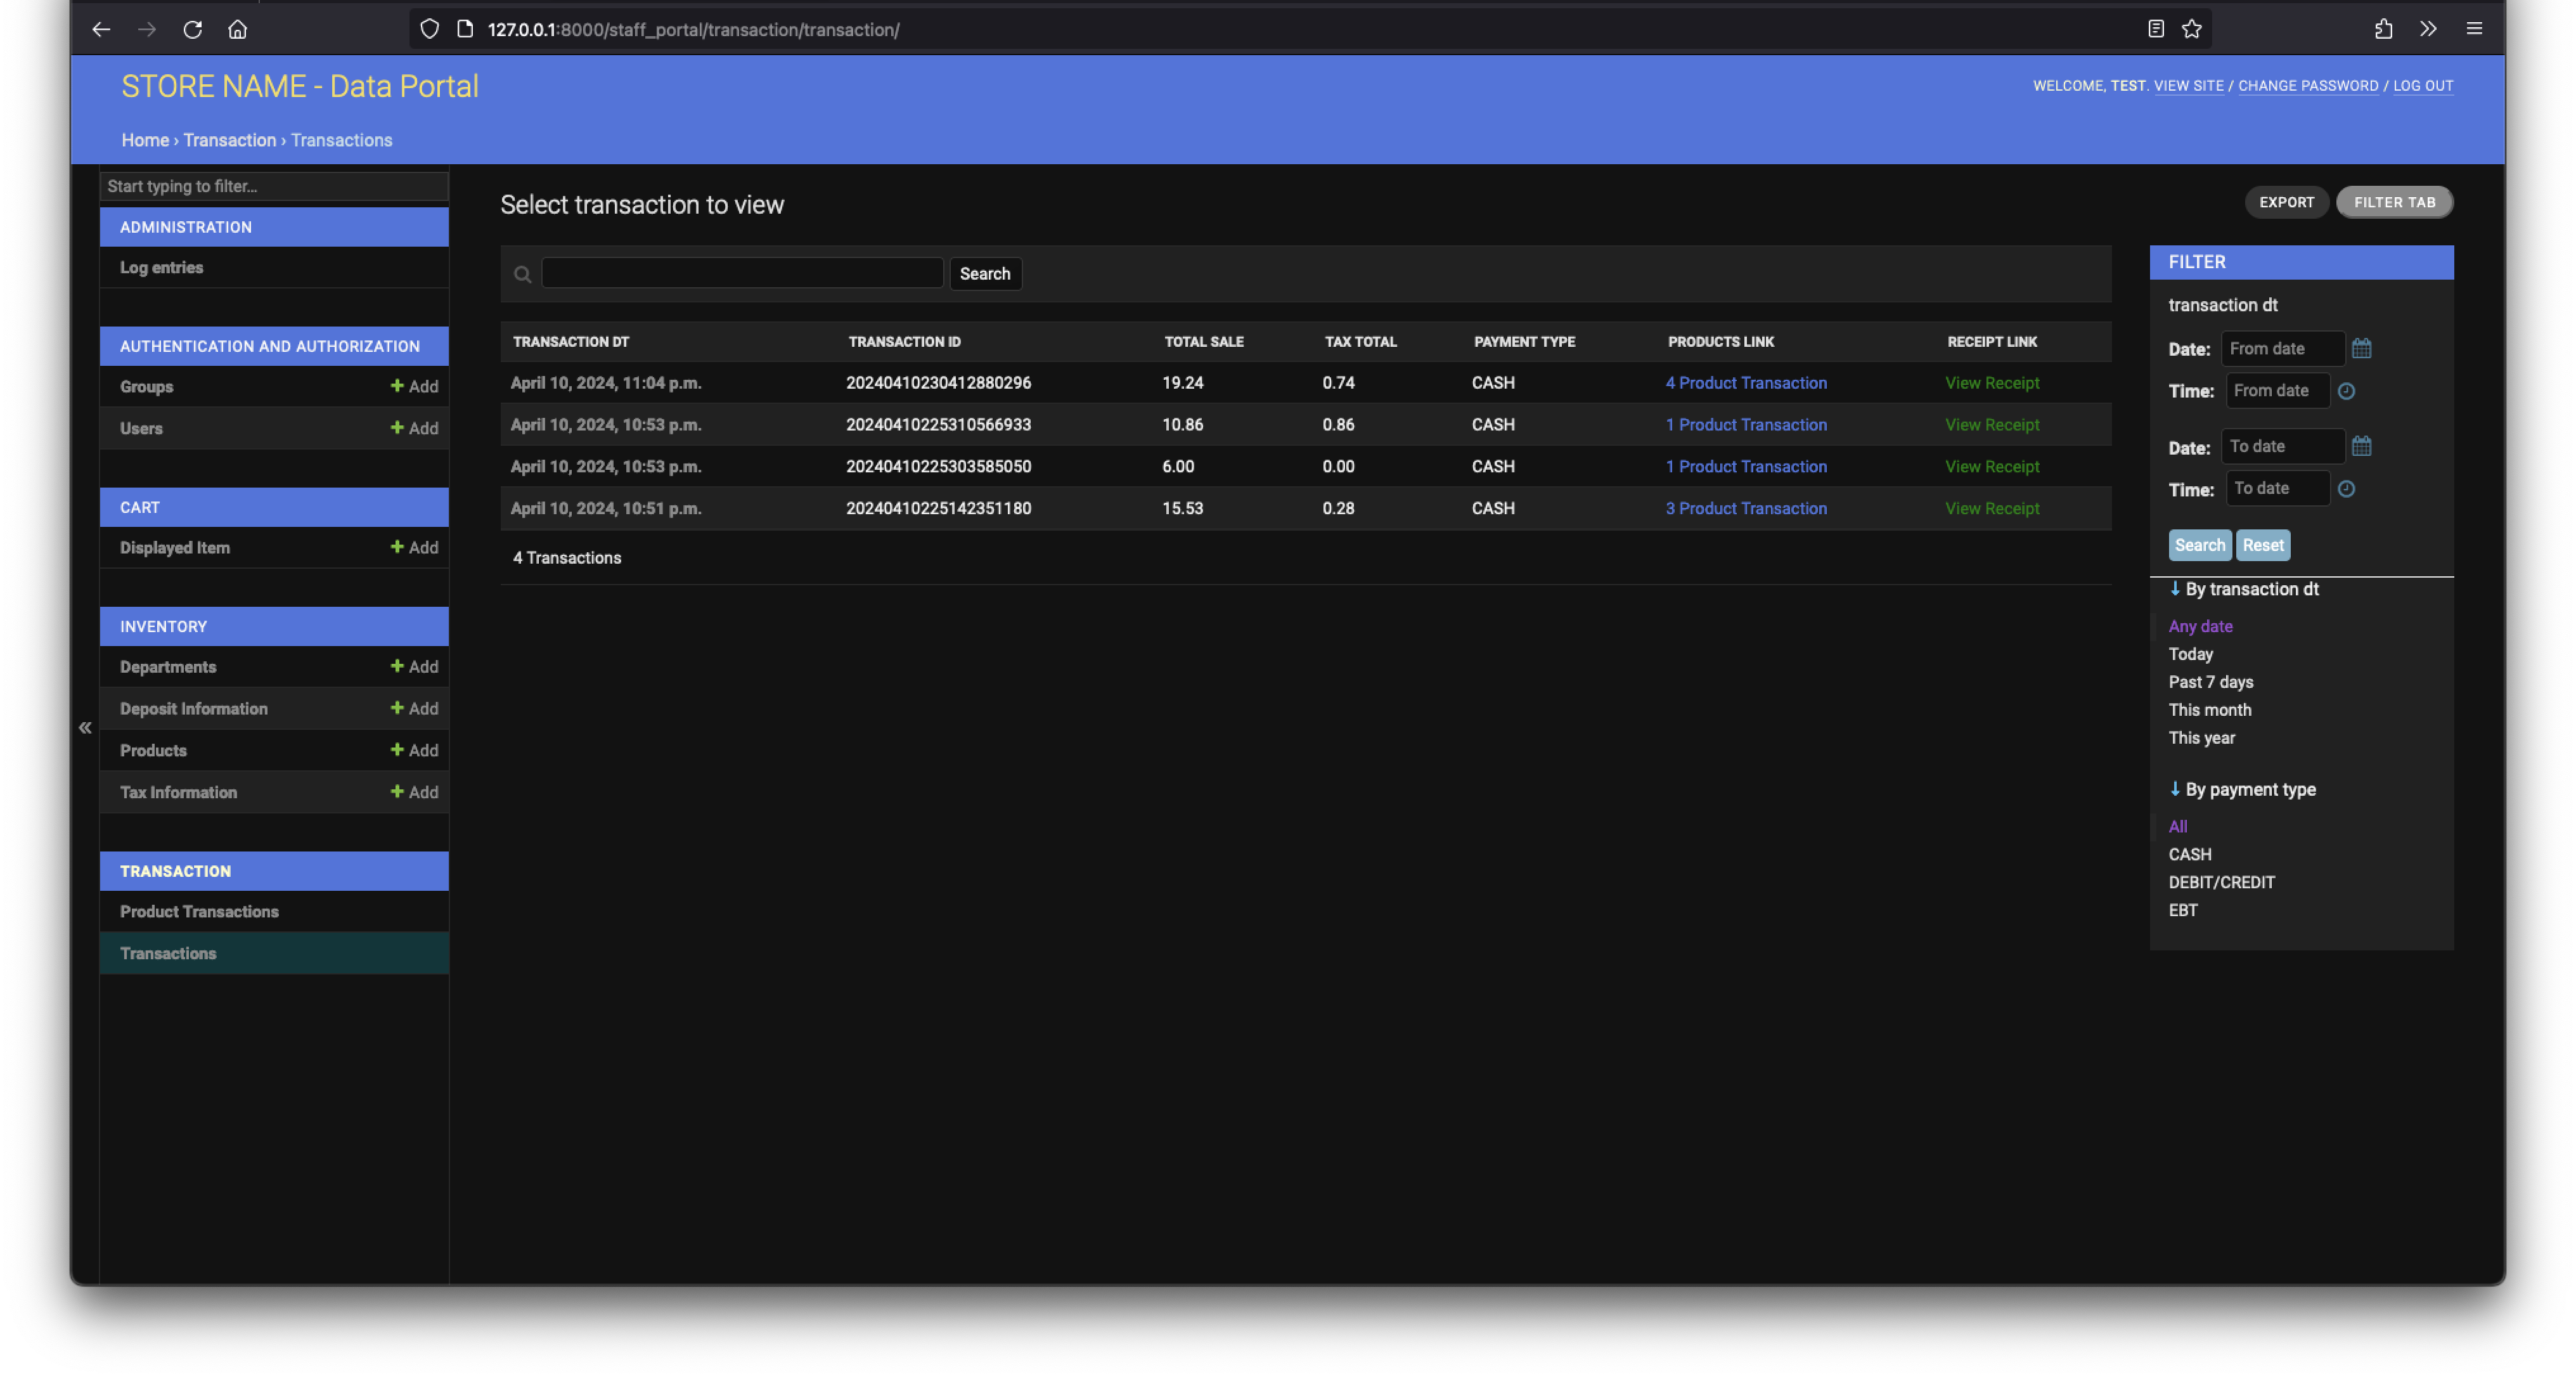 127.0.0.1:8000/staff_portal/transaction/transaction/
STORE NAME - Data Portal
WELCOME, TEST. VIEW SITE / CHANGE PASSWORD / LOG OUT
Home › Transaction › Transactions
Start typing to filter...
ADMINISTRATION
Log entries
AUTHENTICATION AND AUTHORIZATION
Groups + Add
Users + Add
CART
Displayed Item + Add
INVENTORY
Departments + Add
Deposit Information + Add
Products + Add
Tax Information + Add
TRANSACTION
Product Transactions
Transactions
«
Select transaction to view
EXPORT FILTER TAB
Search
TRANSACTION DT TRANSACTION ID TOTAL SALE TAX TOTAL PAYMENT TYPE PRODUCTS LINK RECEIPT LINK
April 10, 2024, 11:04 p.m. 20240410230412880296 19.24 0.74 CASH 4 Product Transaction View Receipt
April 10, 2024, 10:53 p.m. 20240410225310566933 10.86 0.86 CASH 1 Product Transaction View Receipt
April 10, 2024, 10:53 p.m. 20240410225303585050 6.00 0.00 CASH 1 Product Transaction View Receipt
April 10, 2024, 10:51 p.m. 20240410225142351180 15.53 0.28 CASH 3 Product Transaction View Receipt
4 Transactions
FILTER
transaction dt
Date: From date
Time: From date
Date: To date
Time: To date
Search Reset
↓ By transaction dt
Any date
Today
Past 7 days
This month
This year
↓ By payment type
All
CASH
DEBIT/CREDIT
EBT